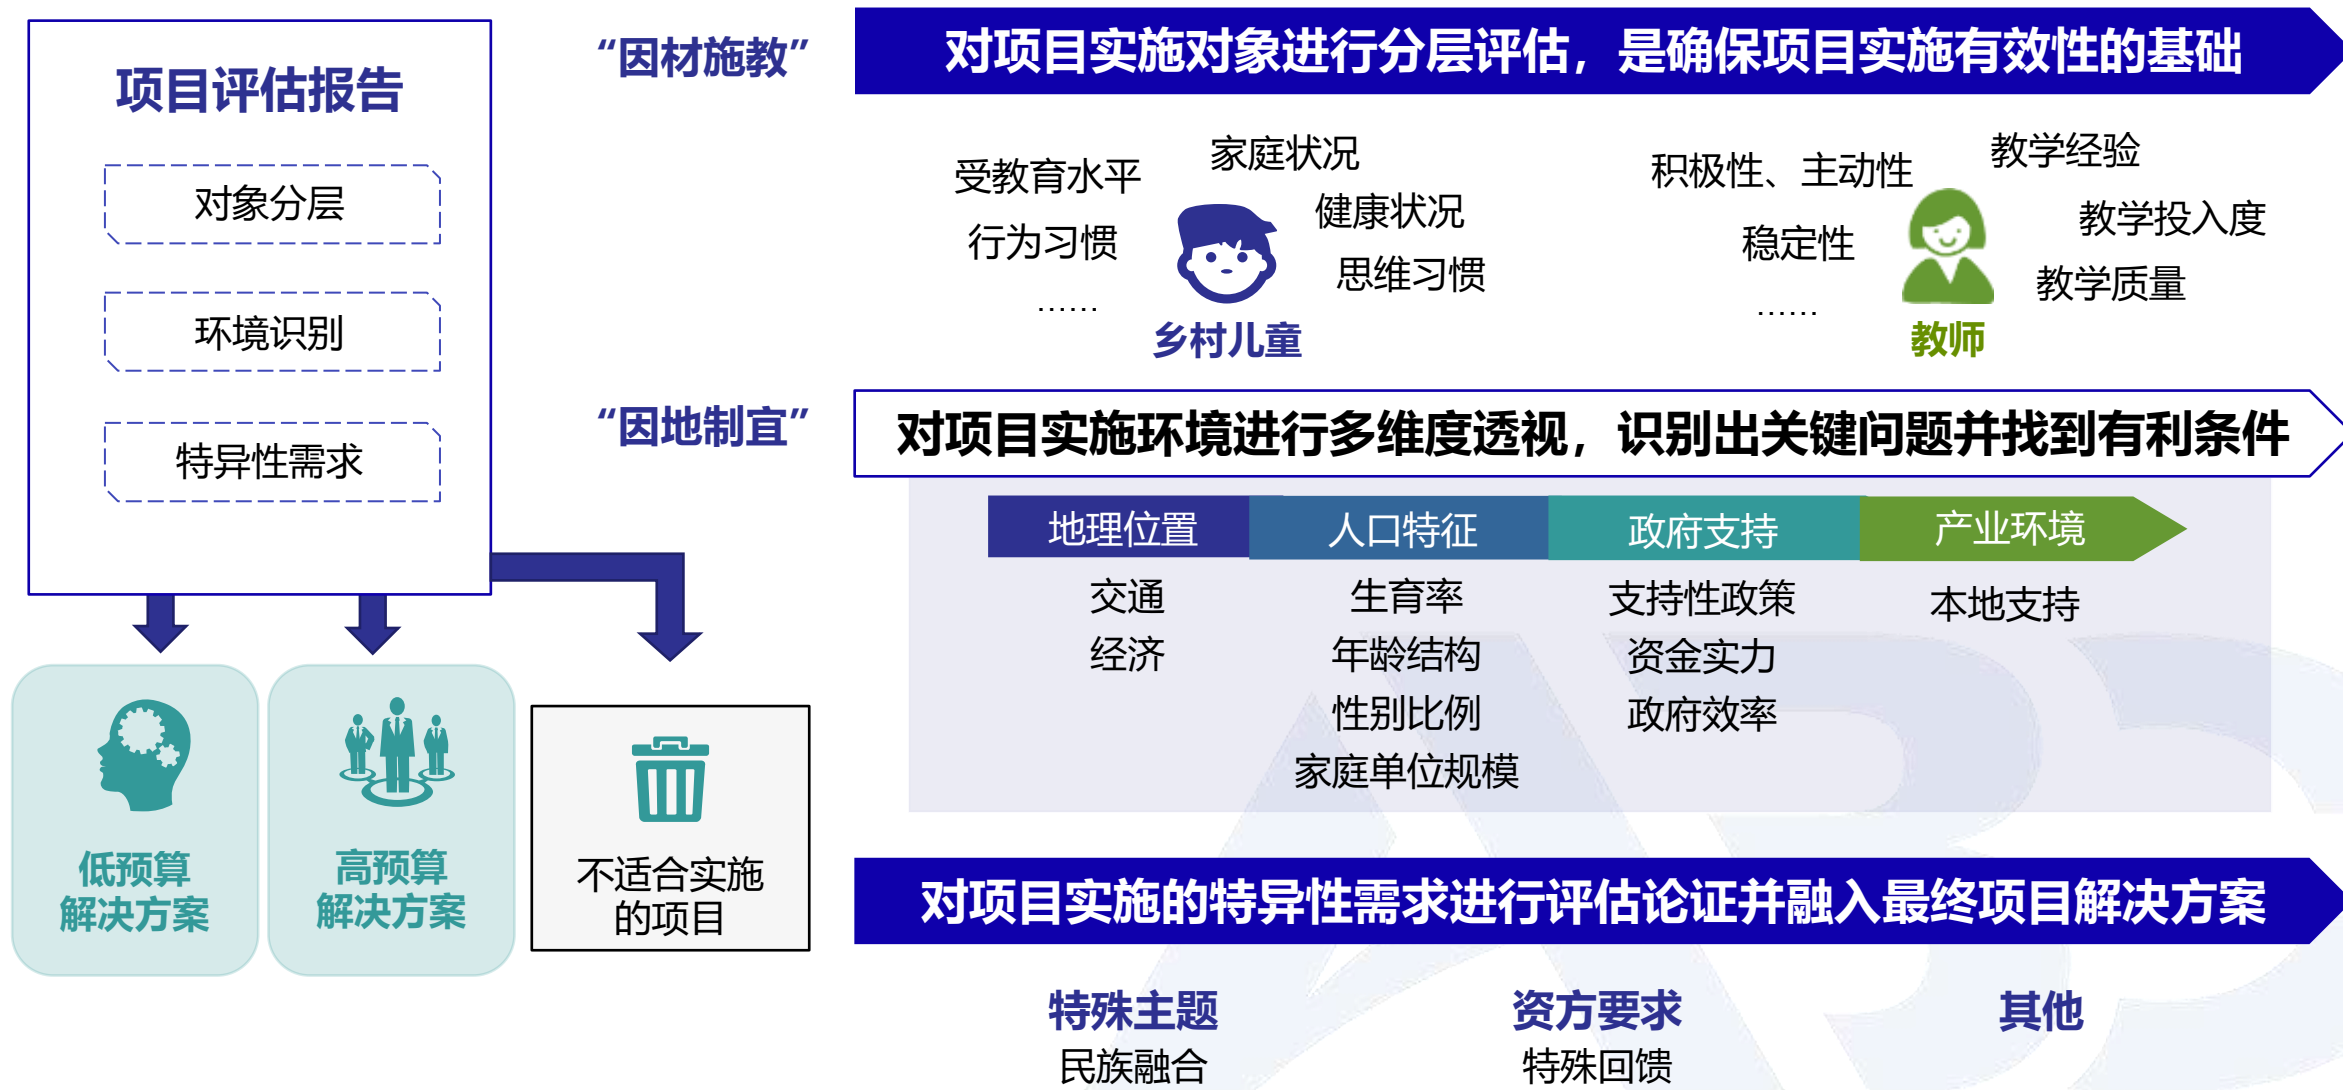 项目评估报告
对象分层
环境识别
特异性需求
低预算
解决方案
高预算
解决方案
不适合实施
的项目
“因材施教”
对项目实施对象进行分层评估，是确保项目实施有效性的基础
受教育水平
家庭状况
行为习惯
健康状况
思维习惯
……
乡村儿童
积极性、主动性
教学经验
稳定性
教学投入度
教学质量
……
教师
“因地制宜”
对项目实施环境进行多维度透视，识别出关键问题并找到有利条件
地理位置
交通
经济
人口特征
生育率
年龄结构
性别比例
家庭单位规模
政府支持
支持性政策
资金实力
政府效率
产业环境
本地支持
对项目实施的特异性需求进行评估论证并融入最终项目解决方案
特殊主题
民族融合
资方要求
特殊回馈
其他